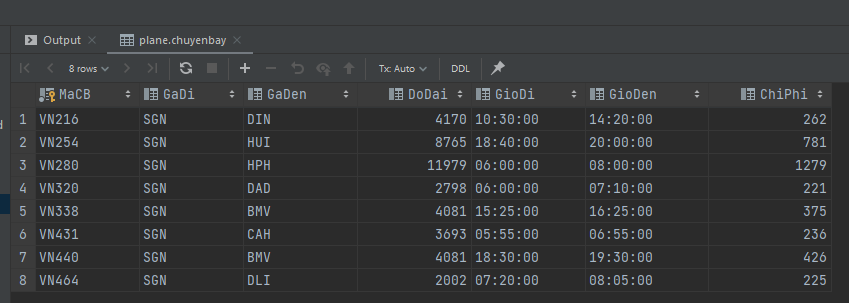 Output plane.chuyenbay
8 rows Tx: Auto DDL
MaCB GaDi GaDen DoDai GioDi GioDen ChiPhi
1 VN216 SGN DIN 4170 10:30:00 14:20:00 262
2 VN254 SGN HUI 8765 18:40:00 20:00:00 781
3 VN280 SGN HPH 11979 06:00:00 08:00:00 1279
4 VN320 SGN DAD 2798 06:00:00 07:10:00 221
5 VN338 SGN BMV 4081 15:25:00 16:25:00 375
6 VN431 SGN CAH 3693 05:55:00 06:55:00 236
7 VN440 SGN BMV 4081 18:30:00 19:30:00 426
8 VN464 SGN DLI 2002 07:20:00 08:05:00 225